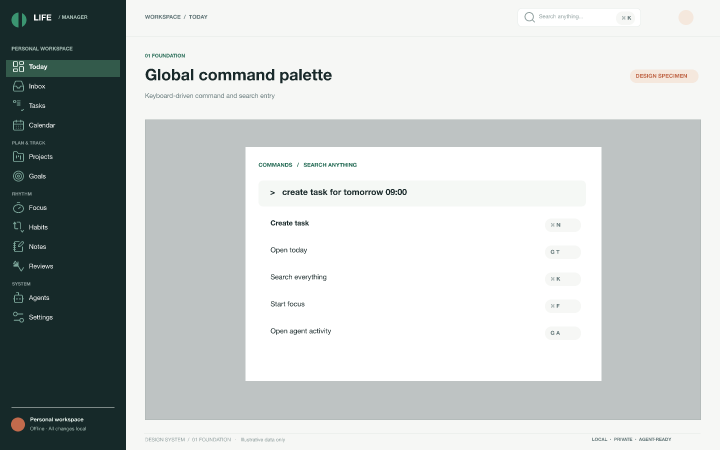 LIFE / MANAGER
PERSONAL WORKSPACE
Today
Inbox
Tasks
Calendar
PLAN & TRACK
Projects
Goals
RHYTHM
Focus
Habits
Notes
Reviews
SYSTEM
Agents
Settings
Personal workspace
Offline · All changes local
WORKSPACE / TODAY
Search anything...
⌘ K
01 FOUNDATION
Global command palette
DESIGN SPECIMEN
Keyboard-driven command and search entry
COMMANDS / SEARCH ANYTHING
> create task for tomorrow 09:00
Create task ⌘ N
Open today G T
Search everything ⌘ K
Start focus ⌘ F
Open agent activity G A
DESIGN SYSTEM / 01 FOUNDATION · Illustrative data only
LOCAL · PRIVATE · AGENT-READY